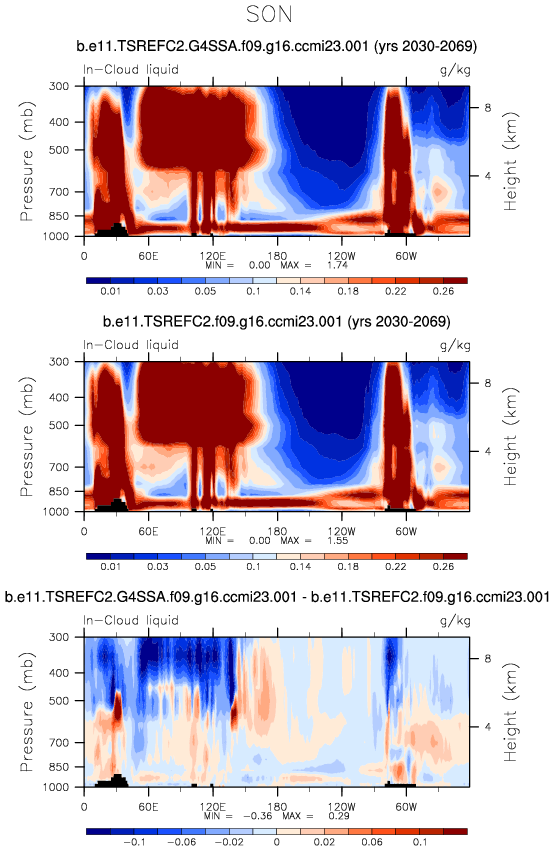 SON
b.e11.TSREFC2.G4SSA.f09.g16.ccmi23.001 (yrs 2030-2069)
In-Cloud liquid g/kg
300
400
500
700
850
1000
Pressure (mb)
8
4
Height (km)
0 60E 120E 180 120W 60W
MIN = 0.00 MAX = 1.74
0.01 0.03 0.05 0.1 0.14 0.18 0.22 0.26
b.e11.TSREFC2.f09.g16.ccmi23.001 (yrs 2030-2069)
In-Cloud liquid g/kg
300
400
500
700
850
1000
Pressure (mb)
8
4
Height (km)
0 60E 120E 180 120W 60W
MIN = 0.00 MAX = 1.55
0.01 0.03 0.05 0.1 0.14 0.18 0.22 0.26
b.e11.TSREFC2.G4SSA.f09.g16.ccmi23.001 - b.e11.TSREFC2.f09.g16.ccmi23.001
In-Cloud liquid g/kg
300
400
500
700
850
1000
Pressure (mb)
8
4
Height (km)
0 60E 120E 180 120W 60W
MIN = -0.36 MAX = 0.29
-0.1 -0.06 -0.02 0 0.02 0.06 0.1